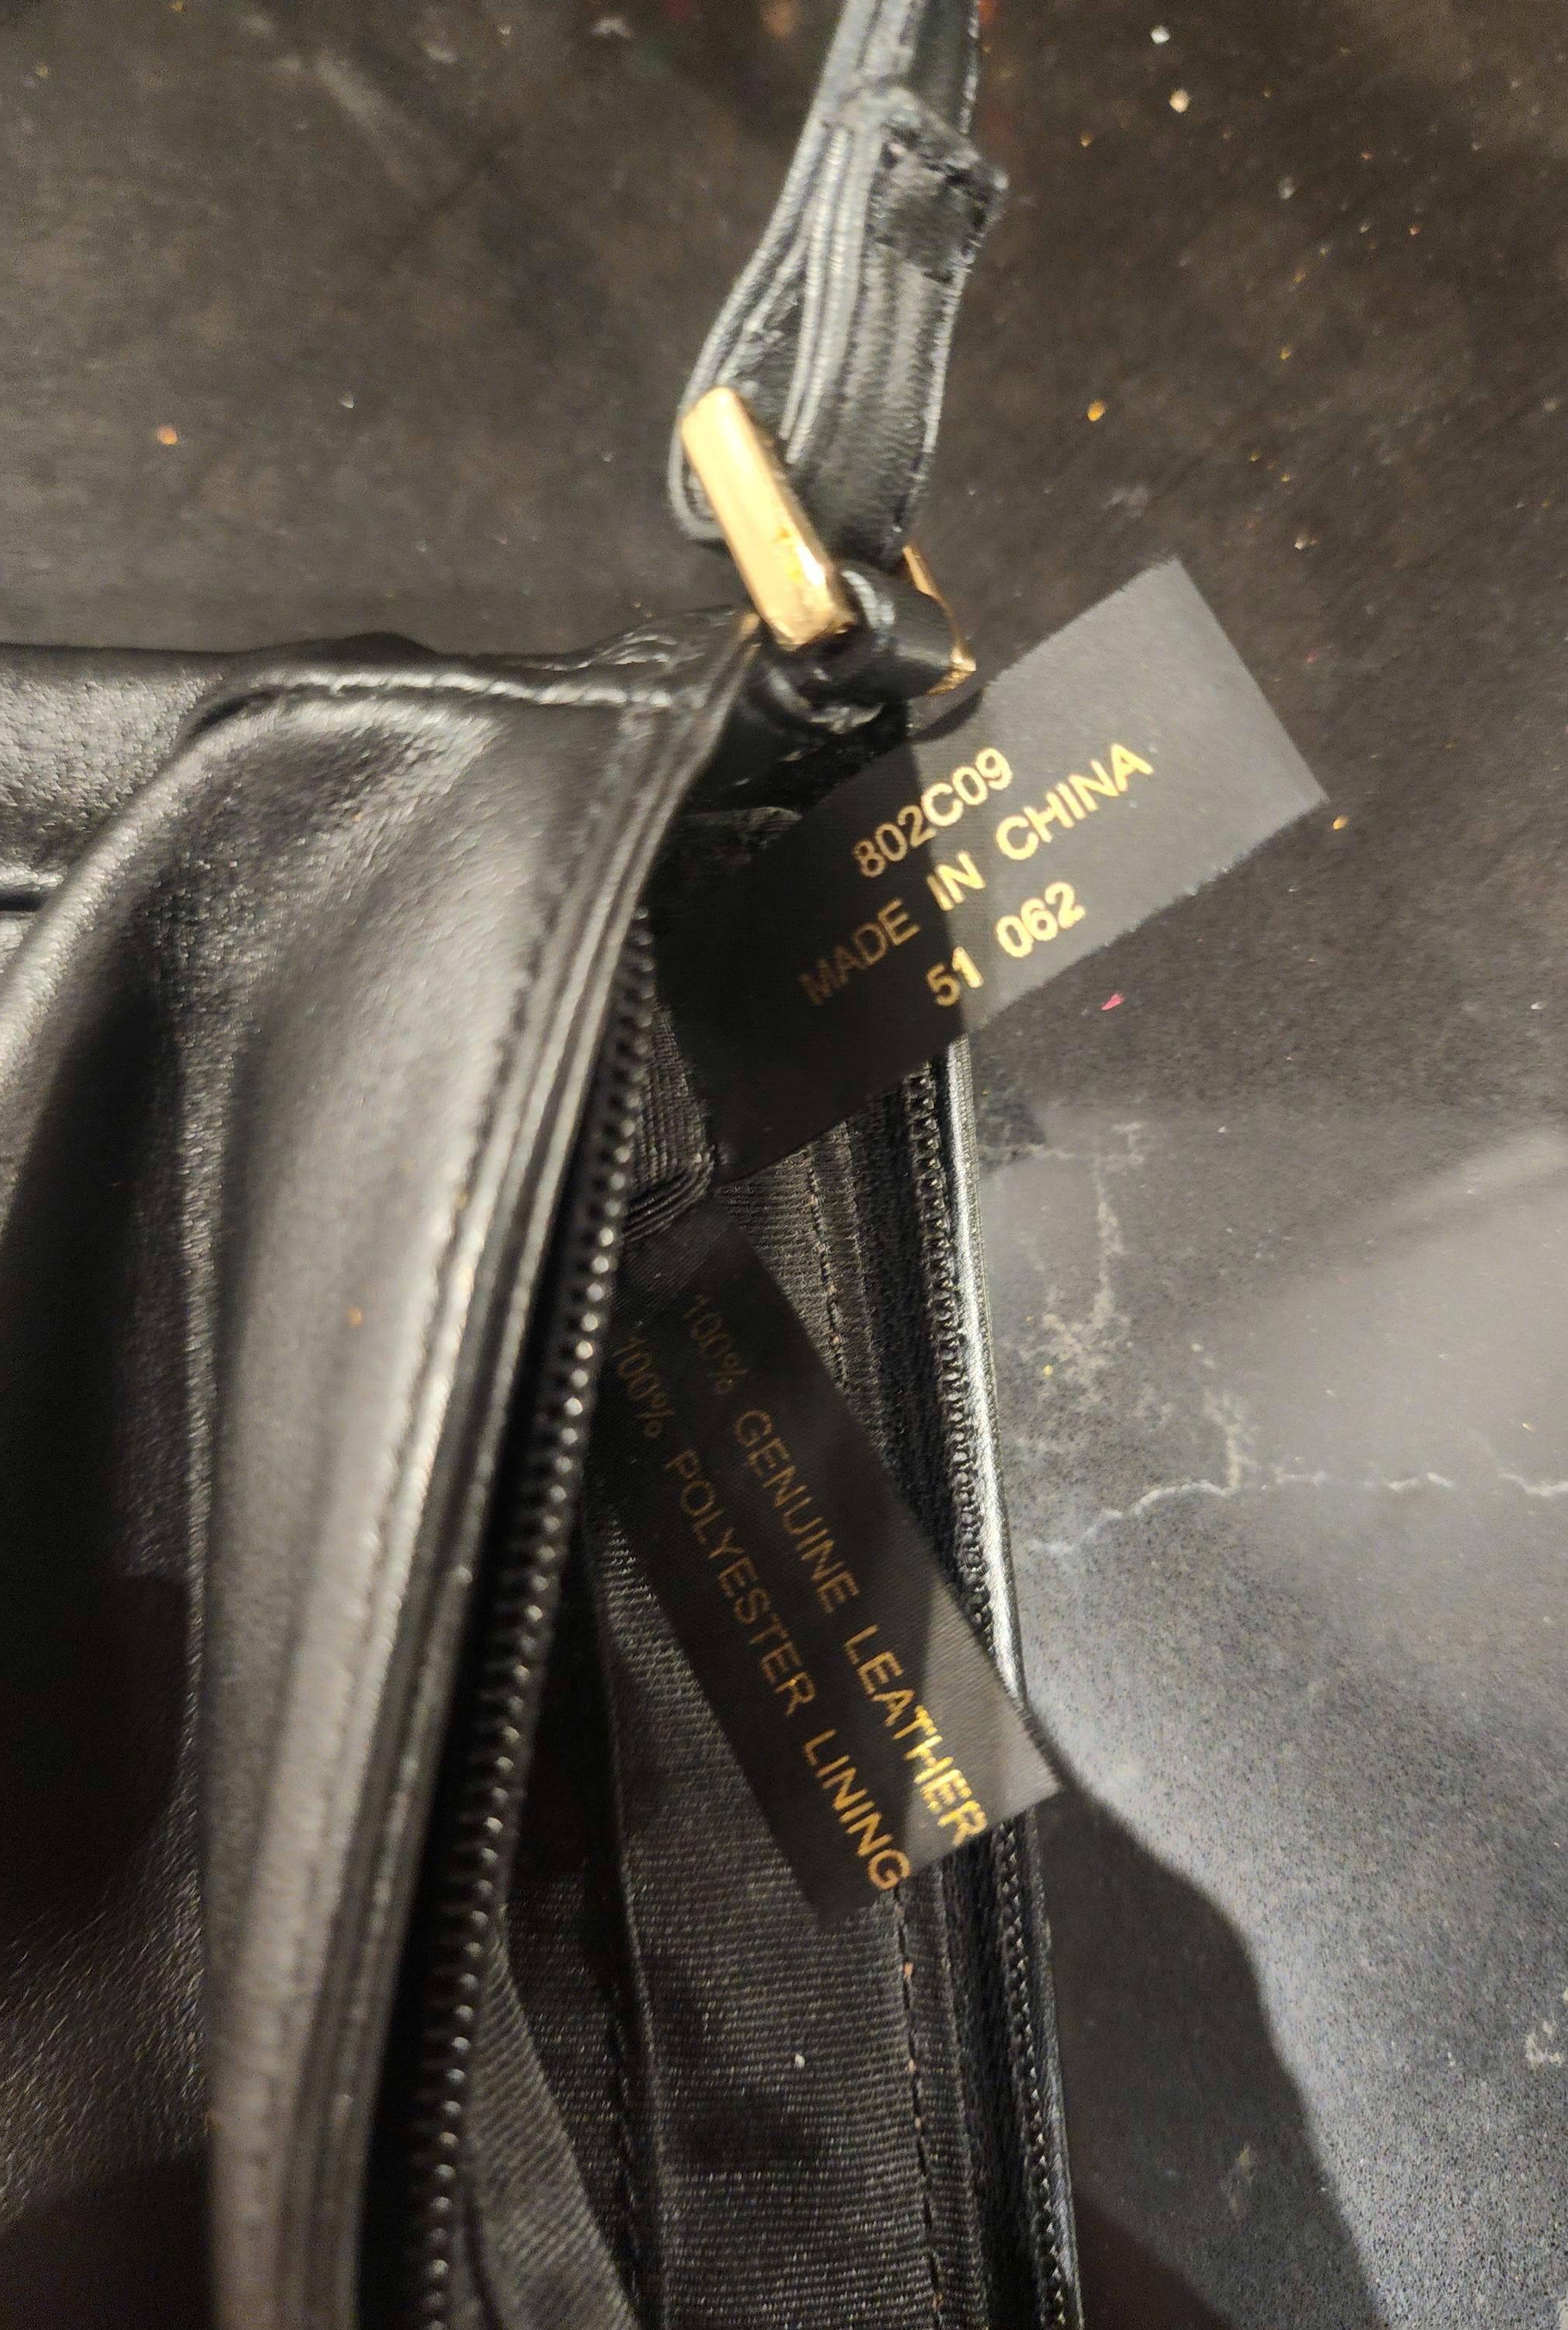 802C09
MADE IN CHINA
51 062
100% GENUINE LEATHER
100% POLYESTER LINING